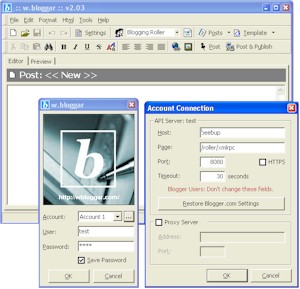 :: w.bloggar :: v2.03
File Edit Format Html Tools Help
Settings Blogging Roller Posts Template
B I U Post Post & Publish
Editor Preview
Post: << New >>
w.bloggar
b
http://wbloggar.com/
Account: Account 1 ...
User: test
Password: ****
Save Password
OK Cancel
Account Connection
API Server: test
Host:
Page: /roller/xmlrpc
Port: 8080 HTTPS
Timeout: 30 seconds
Blogger Users: Don't change these fields.
Restore Blogger.com Settings
Proxy Server
Address:
Port:
OK Cancel